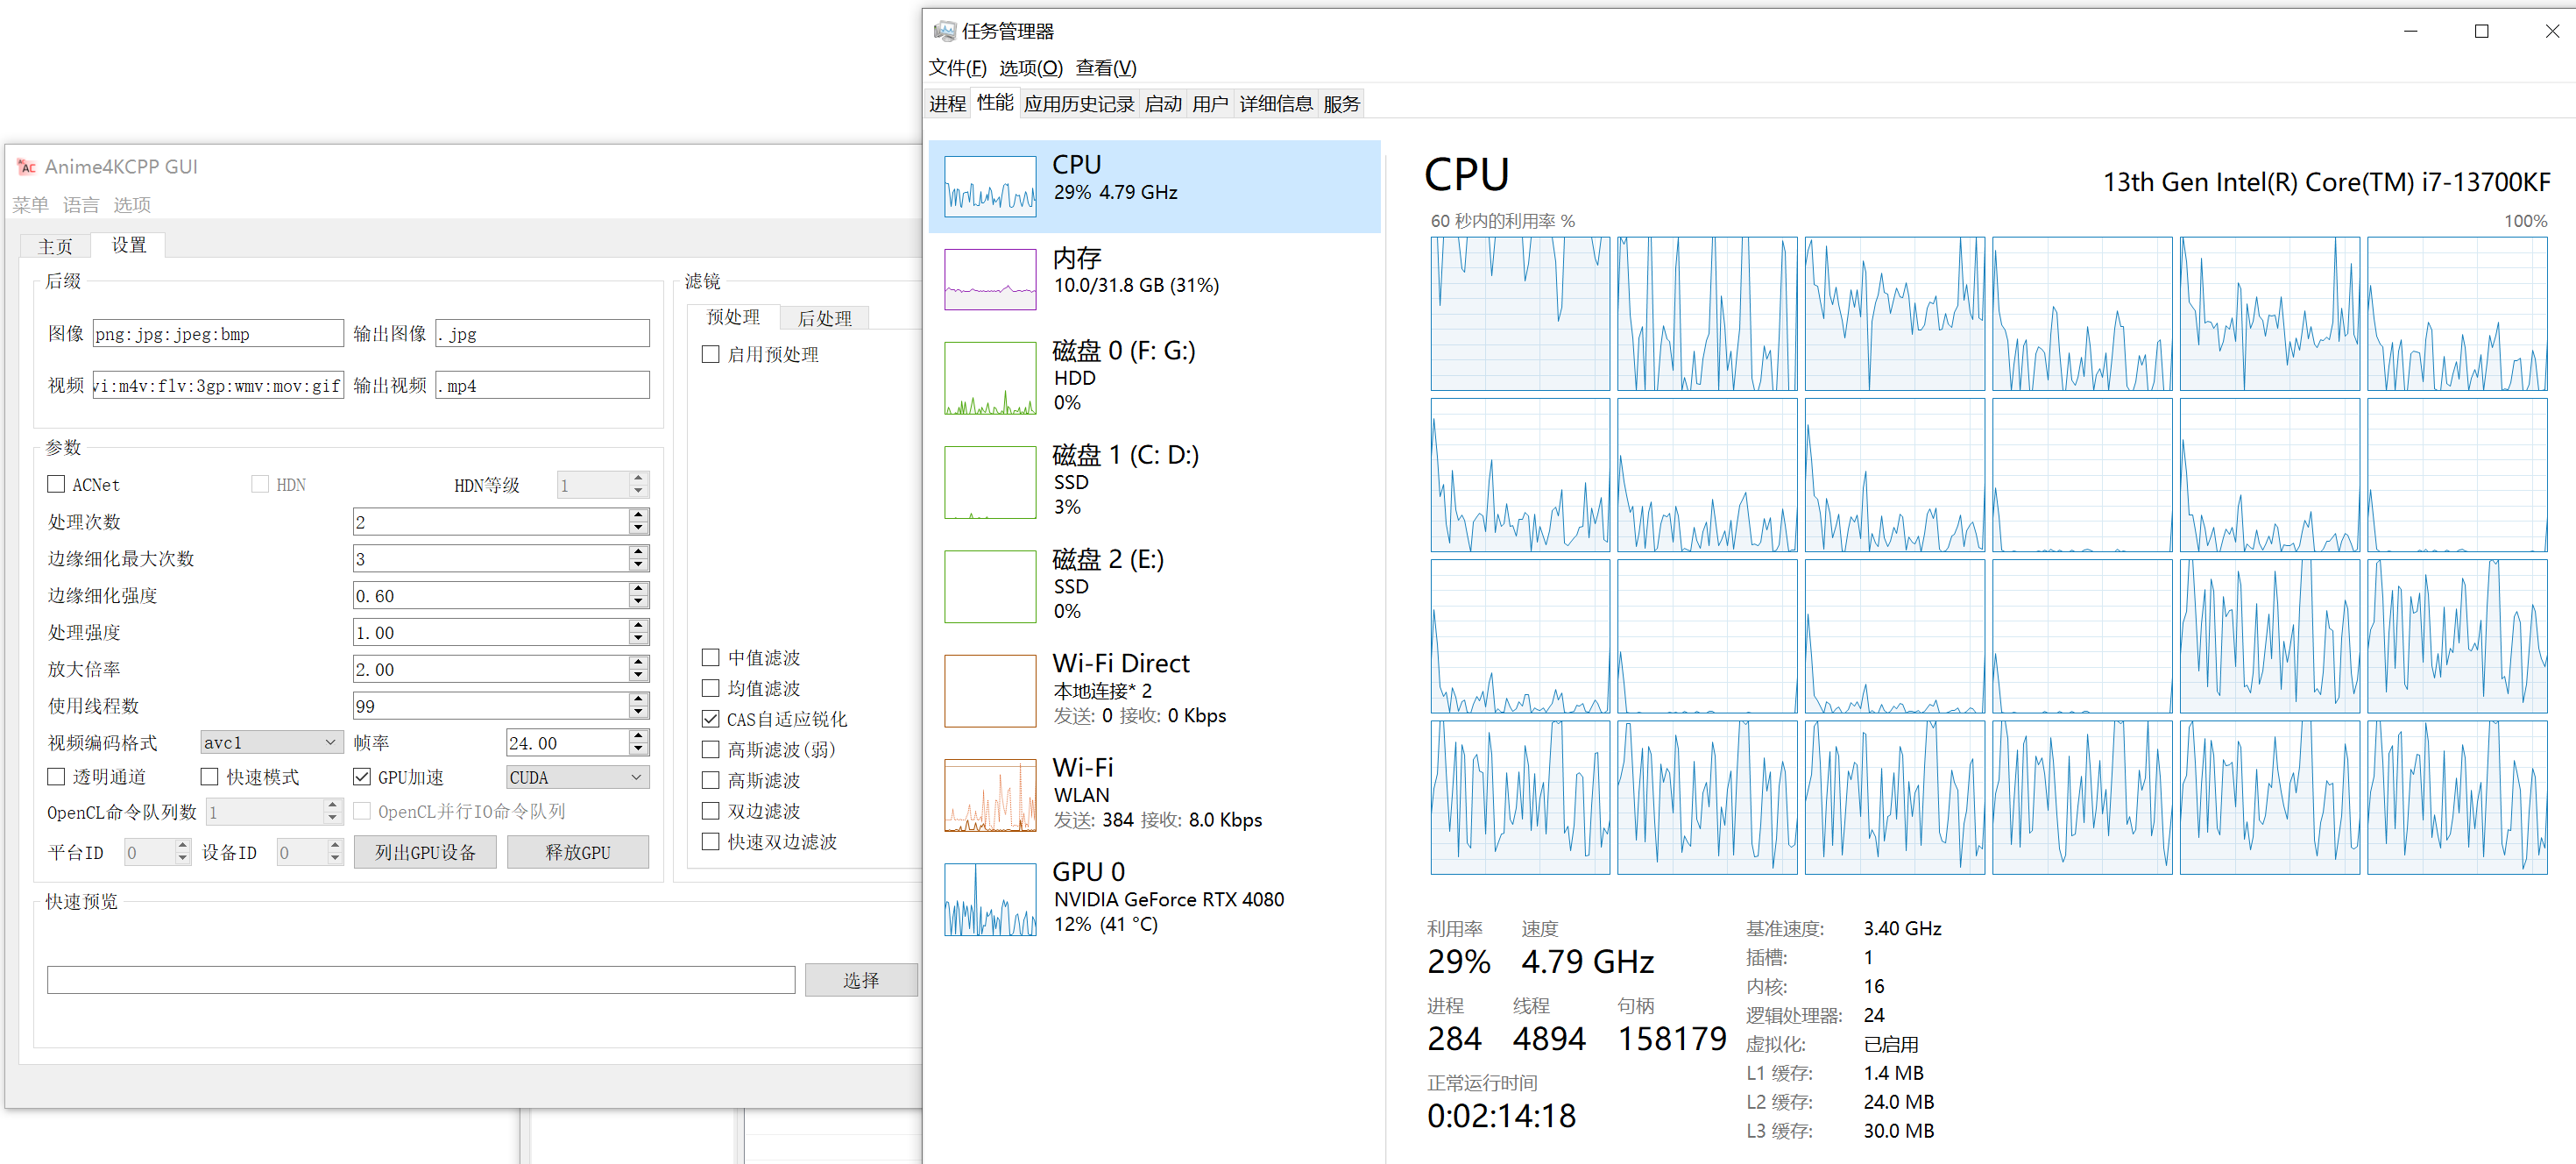 Anime4KCPP GUI
菜单 语言 选项
主页 设置
后缀
图像 png:jpg:jpeg:bmp 输出图像 .jpg
视频 vi:m4v:flv:3gp:wmv:mov:gif 输出视频 .mp4
参数
ACNet HDN HDN等级 1
处理次数 2
边缘细化最大次数 3
边缘细化强度 0.60
处理强度 1.00
放大倍率 2.00
使用线程数 99
视频编码格式 avc1 帧率 24.00
透明通道 快速模式 GPU加速 CUDA
OpenCL命令队列数 1 OpenCL并行IO命令队列
平台ID 0 设备ID 0 列出GPU设备 释放GPU
滤镜
预处理 后处理
启用预处理
中值滤波
均值滤波
CAS自适应锐化
高斯滤波(弱)
高斯滤波
双边滤波
快速双边滤波
快速预览
选择
任务管理器
文件(F) 选项(O) 查看(V)
进程 性能 应用历史记录 启动 用户 详细信息 服务
CPU
29% 4.79 GHz
内存
10.0/31.8 GB (31%)
磁盘 0 (F: G:)
HDD
0%
磁盘 1 (C: D:)
SSD
3%
磁盘 2 (E:)
SSD
0%
Wi-Fi Direct
本地连接* 2
发送: 0 接收: 0 Kbps
Wi-Fi
WLAN
发送: 384 接收: 8.0 Kbps
GPU 0
NVIDIA GeForce RTX 4080
12% (41 °C)
CPU 13th Gen Intel(R) Core(TM) i7-13700KF
60 秒内的利用率 % 100%
利用率 速度
29% 4.79 GHz
进程 线程 句柄
284 4894 158179
正常运行时间
0:02:14:18
基准速度: 3.40 GHz
插槽: 1
内核: 16
逻辑处理器: 24
虚拟化: 已启用
L1 缓存: 1.4 MB
L2 缓存: 24.0 MB
L3 缓存: 30.0 MB